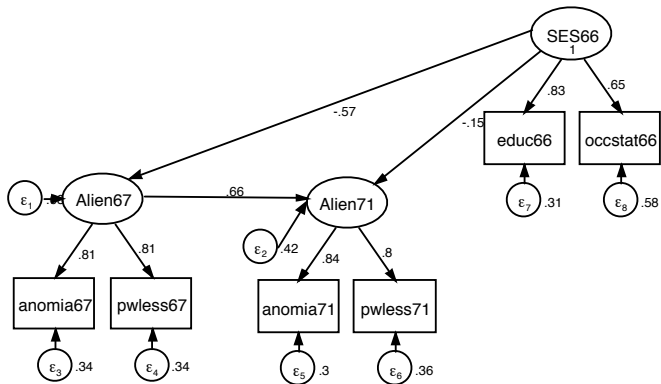 SES66
1
.83
.65
-.57
-.15
educ66
occstat66
ε7
.31
ε8
.58
ε1
Alien67
.66
Alien71
ε2
.42
.81
.81
.84
.8
anomia67
pwless67
anomia71
pwless71
ε3
.34
ε4
.34
ε5
.3
ε6
.36